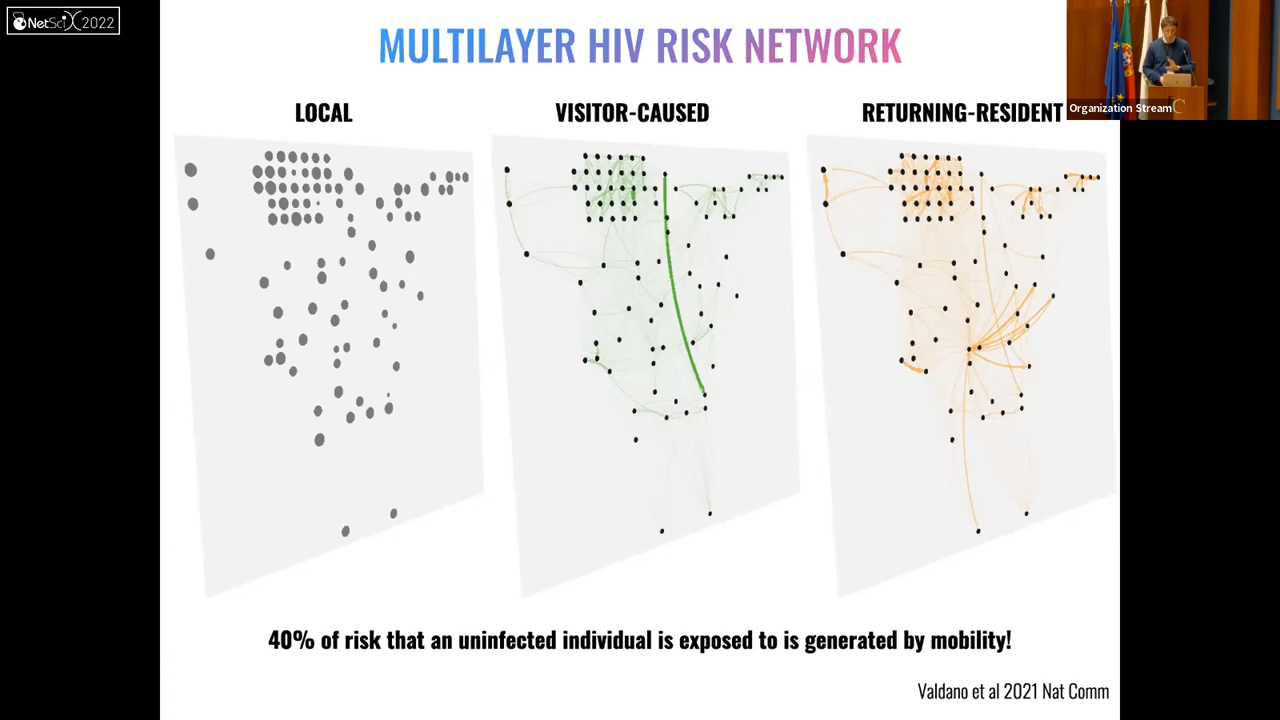 NetSciX 2022
MULTILAYER HIV RISK NETWORK
LOCAL
VISITOR-CAUSED
RETURNING-RESIDENT
Organization Stream
40% of risk that an uninfected individual is exposed to is generated by mobility!
Valdano et al 2021 Nat Comm